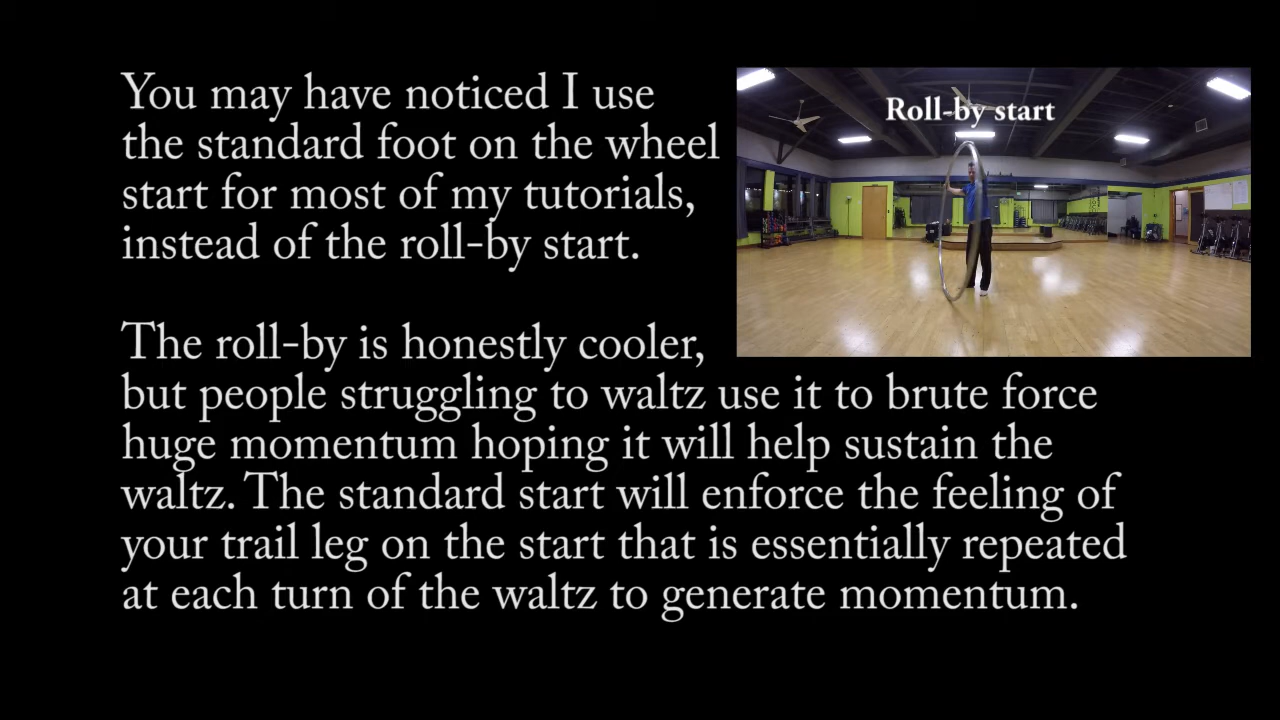 You may have noticed I use
the standard foot on the wheel
start for most of my tutorials,
instead of the roll-by start.
Roll-by start
The roll-by is honestly cooler,
but people struggling to waltz use it to brute force
huge momentum hoping it will help sustain the
waltz. The standard start will enforce the feeling of
your trail leg on the start that is essentially repeated
at each turn of the waltz to generate momentum.